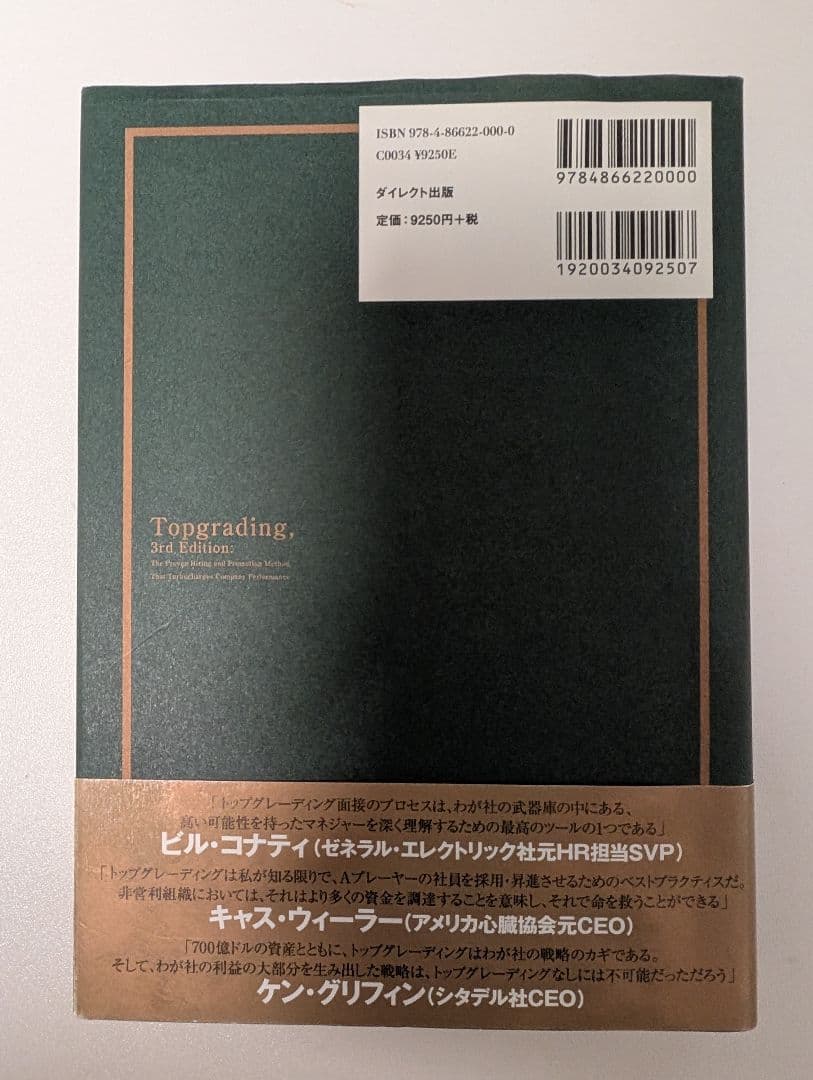 ISBN 978-4-86622-000-0
C0034 ¥9250E
ダイレクト出版
定価：9250円+税
9784866220000
1920034092507
Topgrading,
3rd Edition:
The Proven Hiring and Promotion Method
That Turbocharges Company Performance
「トップグレーディング面接のプロセスは、わが社の武器庫の中にある、
高い可能性を持ったマネジャーを深く理解するための最高のツールの1つである」
ビル・コナティ（ゼネラル・エレクトリック社元HR担当SVP）
「トップグレーディングは私が知る限りで、Aプレーヤーの社員を採用・昇進させるためのベストプラクティスだ。
非営利組織においては、それはより多くの資金を調達することを意味し、それで命を救うことができる」
キャス・ウィーラー（アメリカ心臓協会元CEO）
「700億ドルの資産とともに、トップグレーディングはわが社の戦略のカギである。
そして、わが社の利益の大部分を生み出した戦略は、トップグレーディングなしには不可能だっただろう」
ケン・グリフィン（シタデル社CEO）